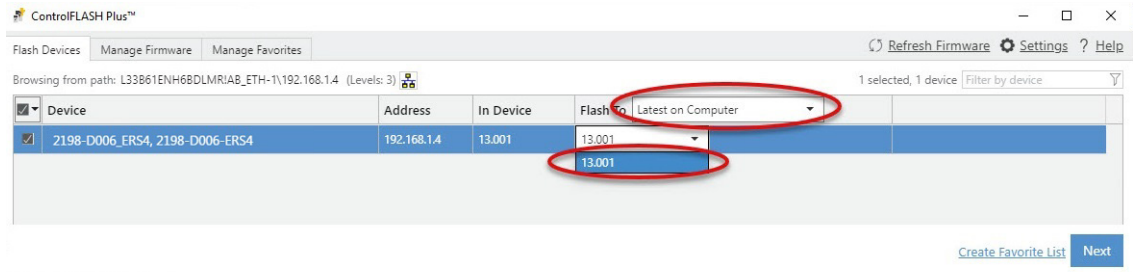 ControlFLASH Plus™
Flash Devices Manage Firmware Manage Favorites Refresh Firmware Settings ? Help
Browsing from path: L33B61ENH6BDLMR!AB_ETH-1\192.168.1.4 (Levels: 3) 1 selected, 1 device Filter by device
Device Address In Device Flash To Latest on Computer
2198-D006_ERS4, 2198-D006-ERS4 192.168.1.4 13.001 13.001
13.001
Create Favorite List Next